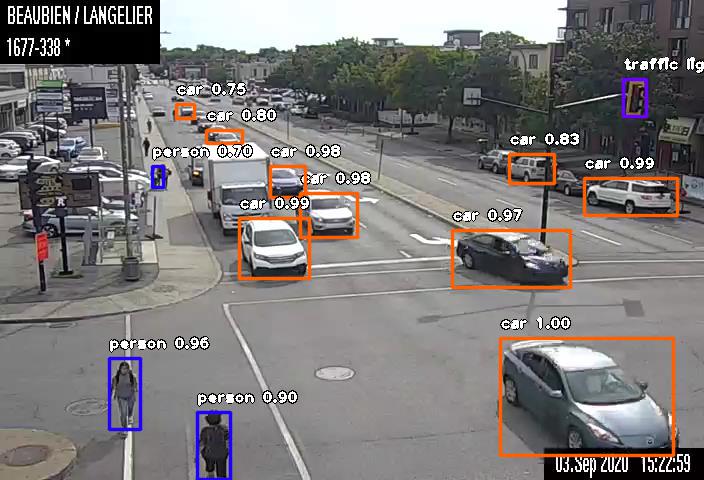 BEAUBIEN / LANGELIER
1677-338 *
traffic lig
car 0.75
car 0.80
car 0.83
person 0.70
car 0.98
car 0.99
car 0.98
car 0.99
car 0.97
car 1.00
person 0.96
person 0.90
03.Sep 2020 15:22:59